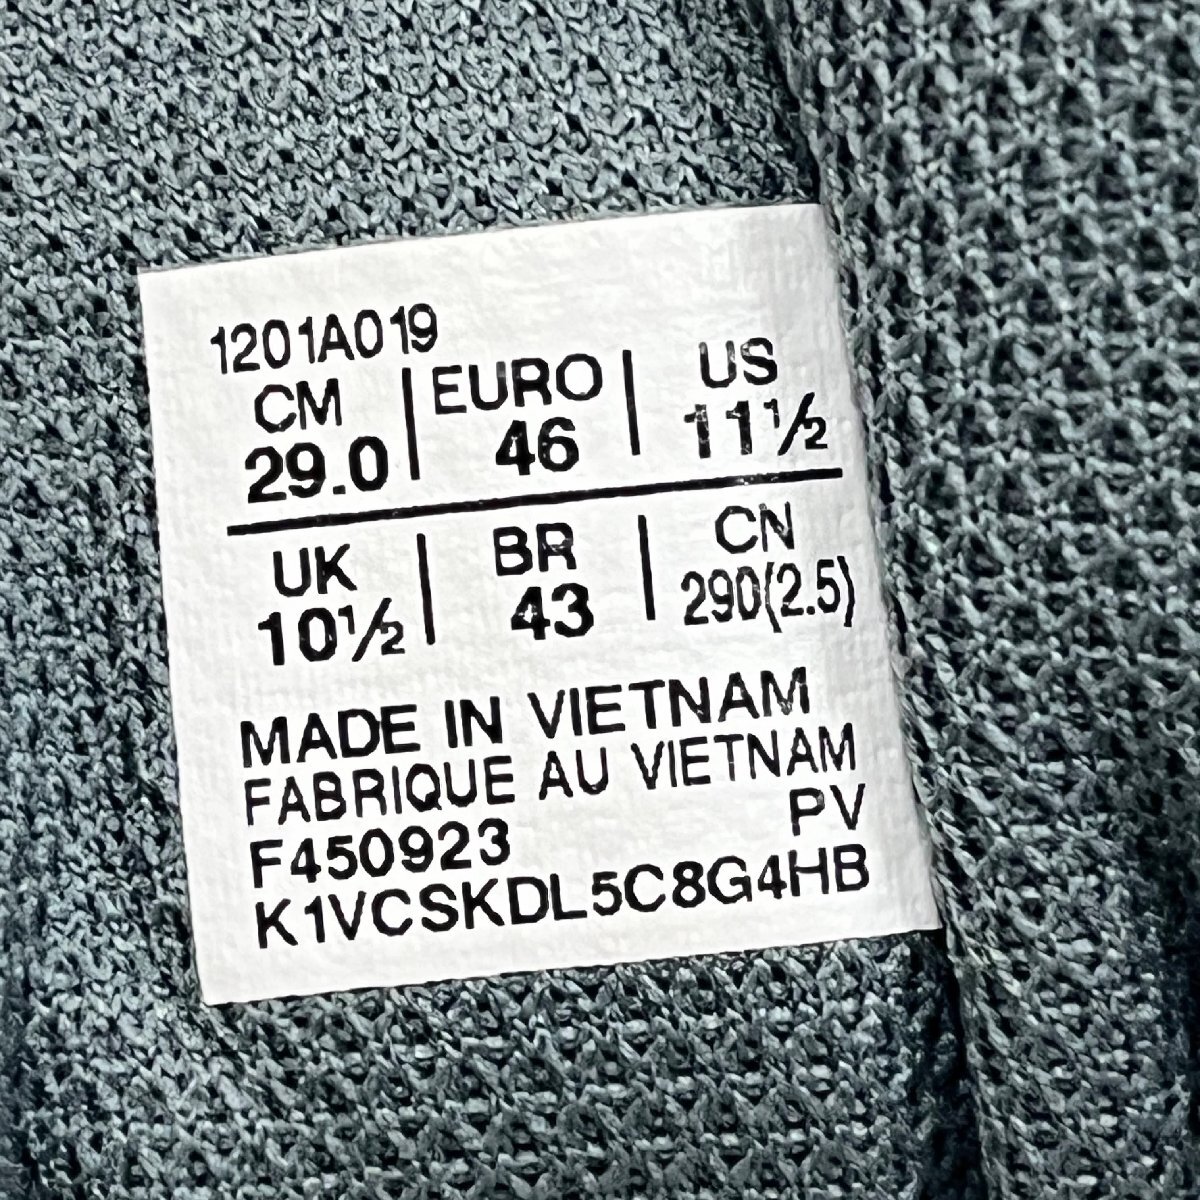 1201A019
CM | EURO | US
29.0 | 46 | 11½
UK | BR | CN
10½ | 43 | 290(2.5)
MADE IN VIETNAM
FABRIQUE AU VIETNAM
F450923 PV
K1VCSKDL5C8G4HB